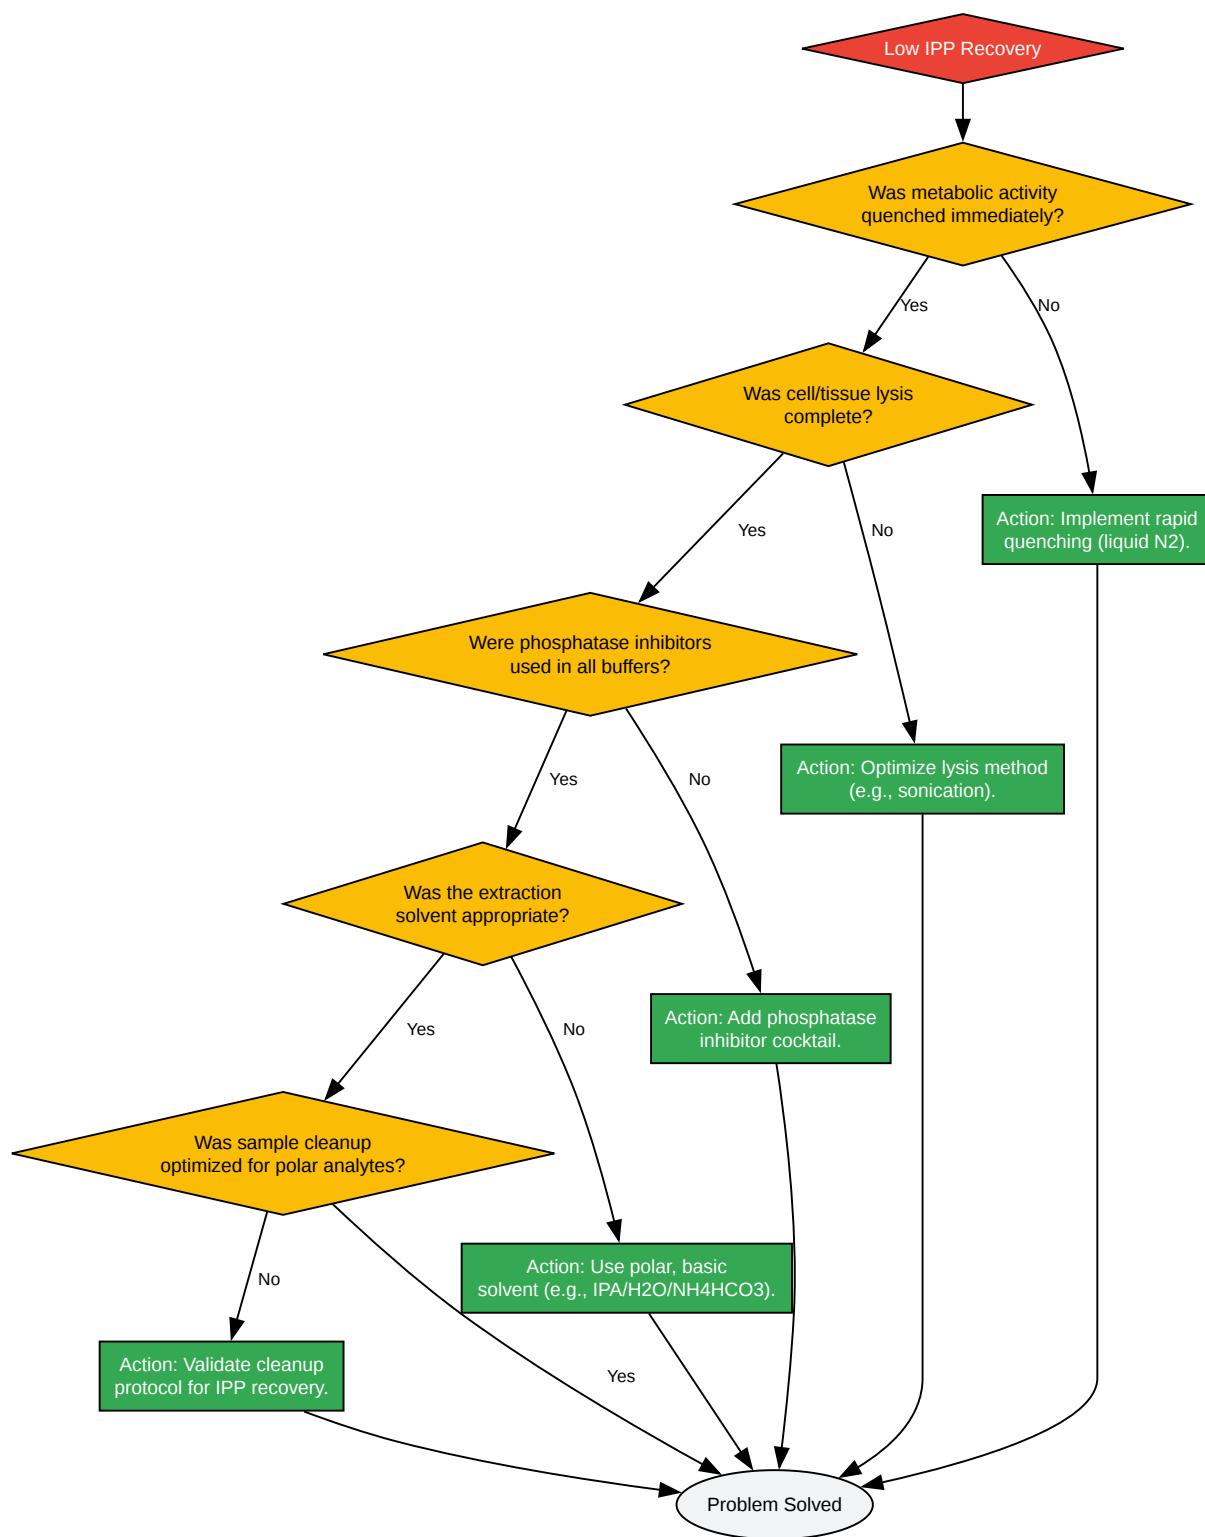 Low IPP Recovery
Was metabolic activity
quenched immediately?
Yes
No
Was cell/tissue lysis
complete?
Yes
No
Action: Implement rapid
quenching (liquid N2).
Were phosphatase inhibitors
used in all buffers?
Yes
No
Action: Optimize lysis method
(e.g., sonication).
Was the extraction
solvent appropriate?
Yes
No
Action: Add phosphatase
inhibitor cocktail.
Was sample cleanup
optimized for polar analytes?
No
Yes
Action: Use polar, basic
solvent (e.g., IPA/H2O/NH4HCO3).
Action: Validate cleanup
protocol for IPP recovery.
Problem Solved